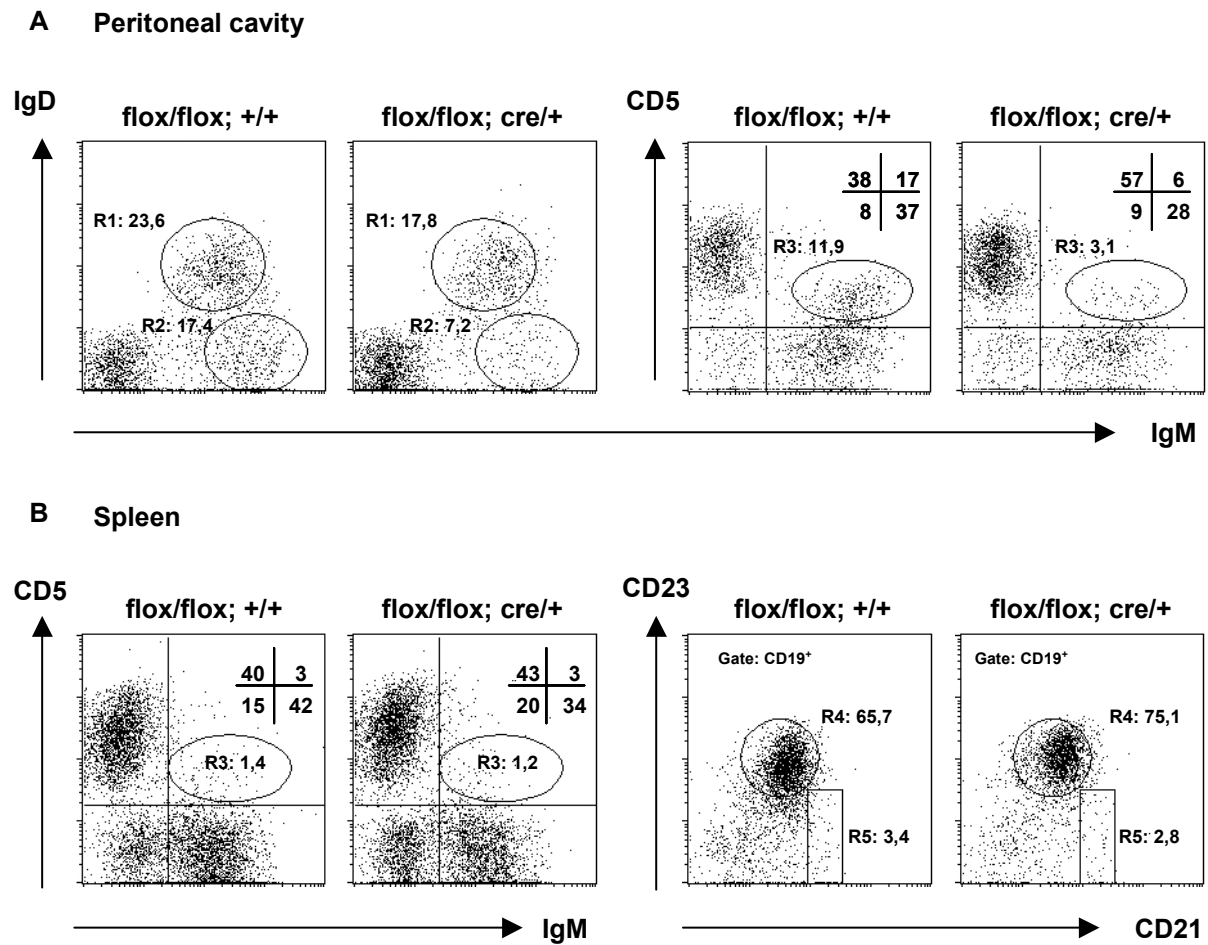 A Peritoneal cavity
IgD
flox/flox; +/+
flox/flox; cre/+
R1: 23,6
R2: 17,4
R1: 17,8
R2: 7,2
CD5
flox/flox; +/+
flox/flox; cre/+
38 17
8 37
R3: 11,9
57 6
9 28
R3: 3,1
IgM
B Spleen
CD5
flox/flox; +/+
flox/flox; cre/+
40 3
15 42
R3: 1,4
43 3
20 34
R3: 1,2
IgM
CD23
flox/flox; +/+
flox/flox; cre/+
Gate: CD19⁺
R4: 65,7
R5: 3,4
Gate: CD19⁺
R4: 75,1
R5: 2,8
CD21